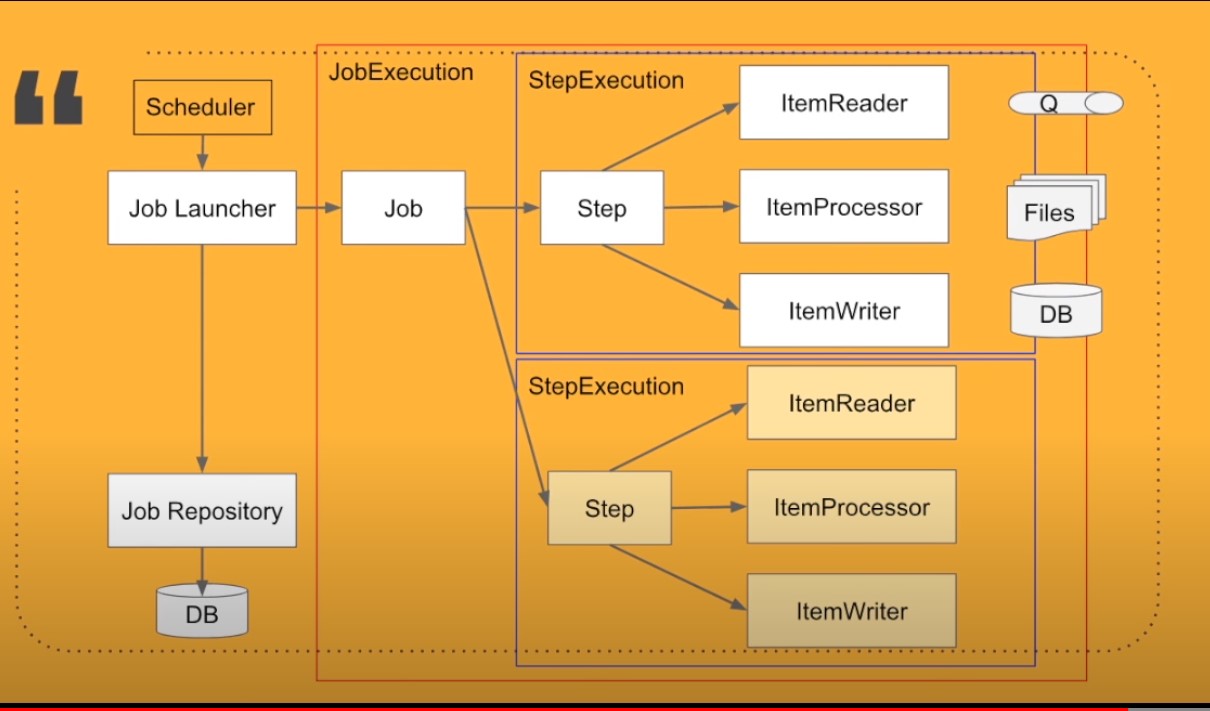 “
JobExecution
StepExecution
Scheduler
ItemReader
Q
Job Launcher
Job
Step
ItemProcessor
Files
ItemWriter
DB
StepExecution
ItemReader
Job Repository
Step
ItemProcessor
DB
ItemWriter